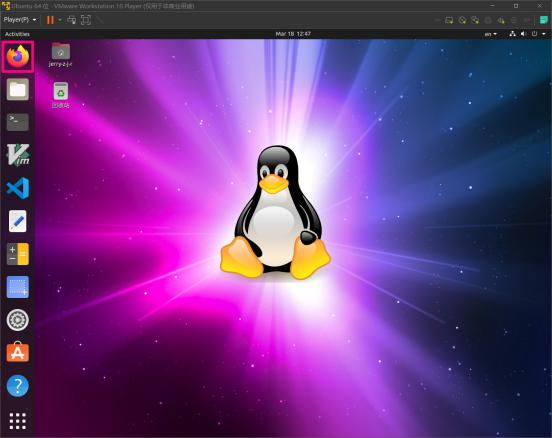 Ubuntu 64 位 - VMware Workstation 16 Player (仅用于非商业用途)
Player(P)
Activities
Mar 18 12:47
en
jerry-z-j-r
回收站
Vim
>_
A
?